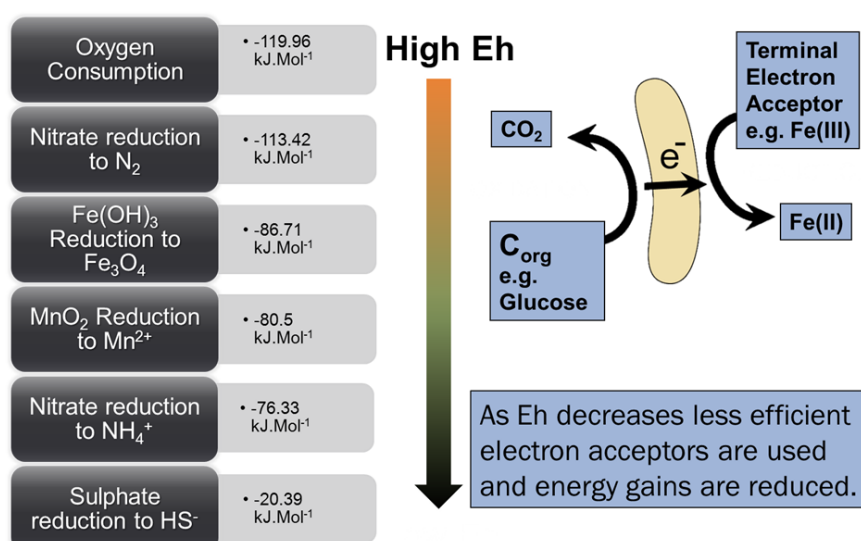 Oxygen
Consumption
• -119.96
kJ.Mol⁻¹
Nitrate reduction
to N₂
• -113.42
kJ.Mol⁻¹
Fe(OH)₃
Reduction to
Fe₃O₄
• -86.71
kJ.Mol⁻¹
MnO₂ Reduction
to Mn²⁺
• -80.5
kJ.Mol⁻¹
Nitrate reduction
to NH₄⁺
• -76.33
kJ.Mol⁻¹
Sulphate
reduction to HS⁻
• -20.39
kJ.Mol⁻¹
High Eh
Terminal
Electron
Acceptor
e.g. Fe(III)
CO₂
e⁻
Fe(II)
Corg
e.g.
Glucose
As Eh decreases less efficient
electron acceptors are used
and energy gains are reduced.